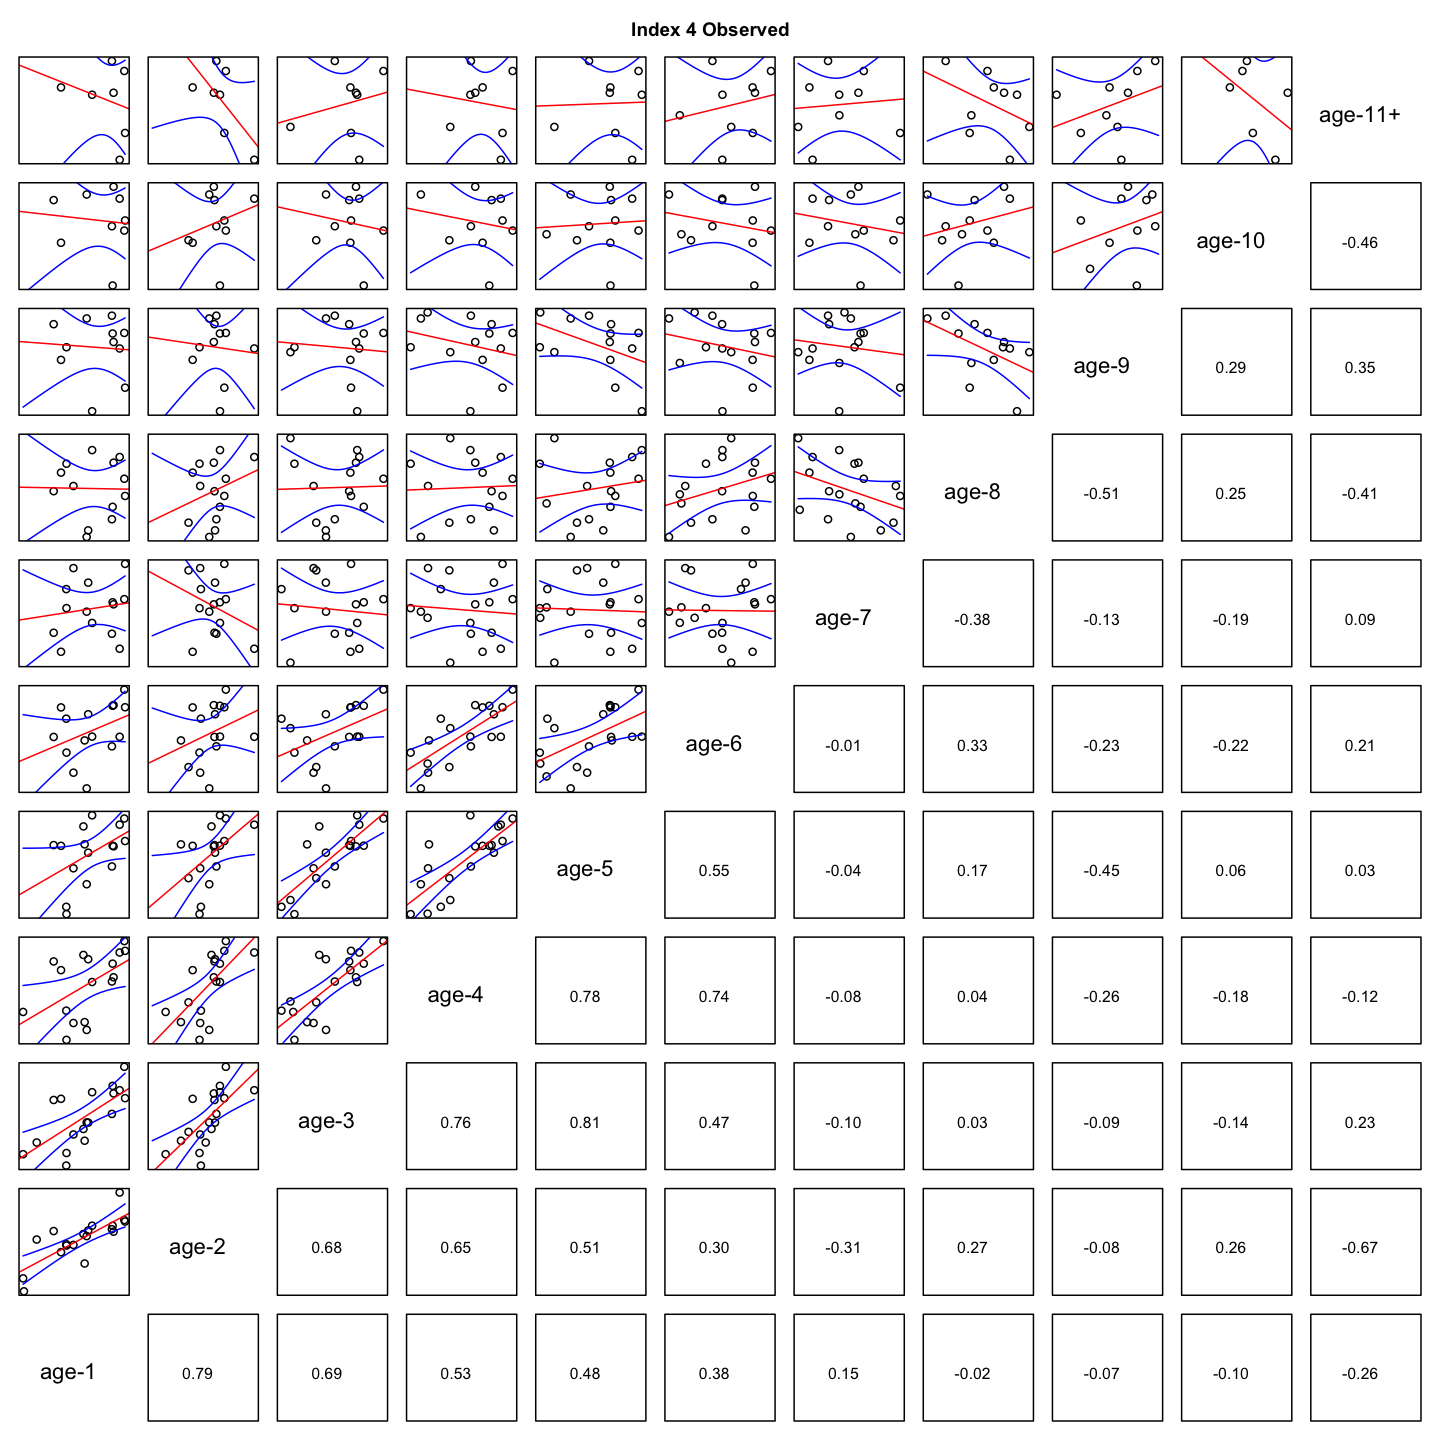 Index 4 Observed
age-11+
age-10 -0.46
age-9 0.29 0.35
age-8 -0.51 0.25 -0.41
age-7 -0.38 -0.13 -0.19 0.09
age-6 -0.01 0.33 -0.23 -0.22 0.21
age-5 0.55 -0.04 0.17 -0.45 0.06 0.03
age-4 0.78 0.74 -0.08 0.04 -0.26 -0.18 -0.12
age-3 0.76 0.81 0.47 -0.10 0.03 -0.09 -0.14 0.23
age-2 0.68 0.65 0.51 0.30 -0.31 0.27 -0.08 0.26 -0.67
age-1 0.79 0.69 0.53 0.48 0.38 0.15 -0.02 -0.07 -0.10 -0.26